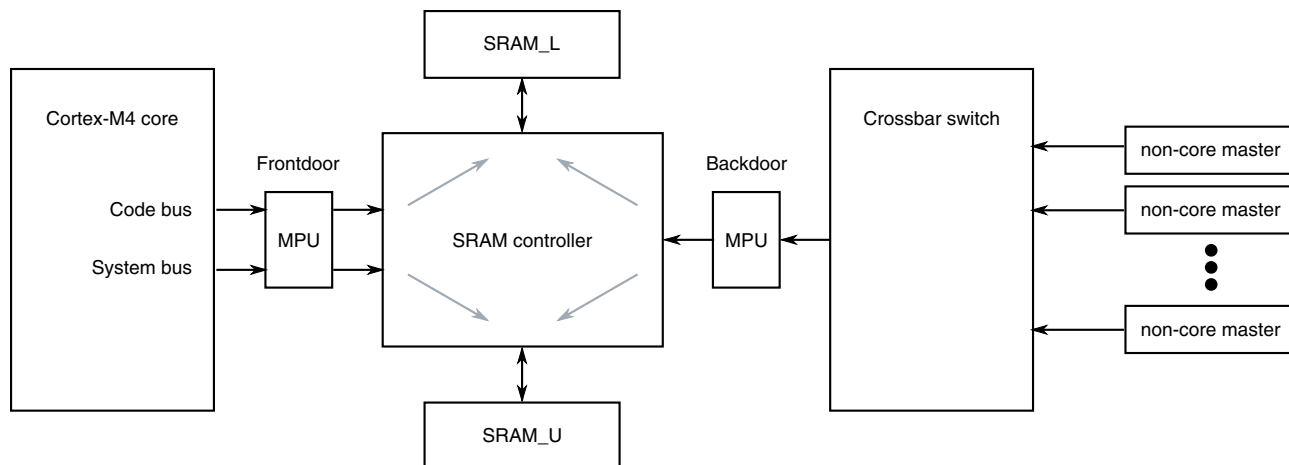 SRAM_L
Cortex-M4 core
Crossbar switch
non-core master
Frontdoor
Backdoor
non-core master
Code bus
MPU
SRAM controller
MPU
System bus
non-core master
SRAM_U